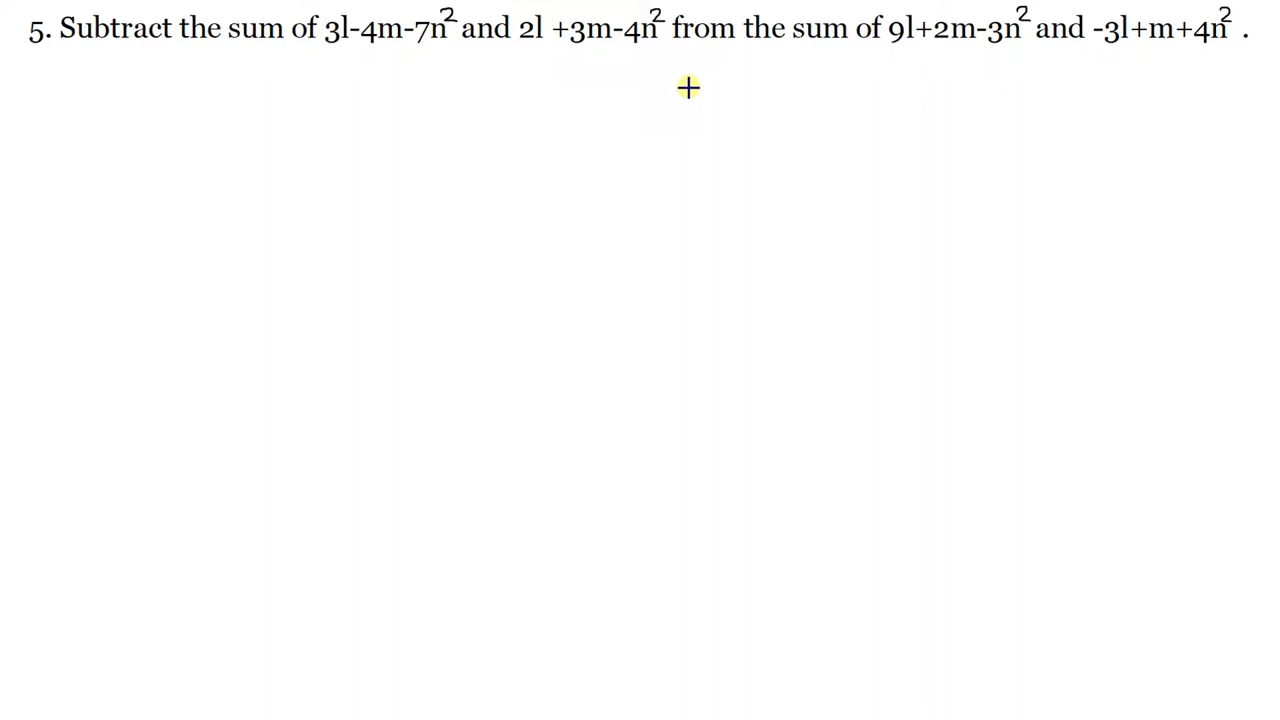 5. Subtract the sum of 3l-4m-7n² and 2l +3m-4n² from the sum of 9l+2m-3n² and -3l+m+4n² .